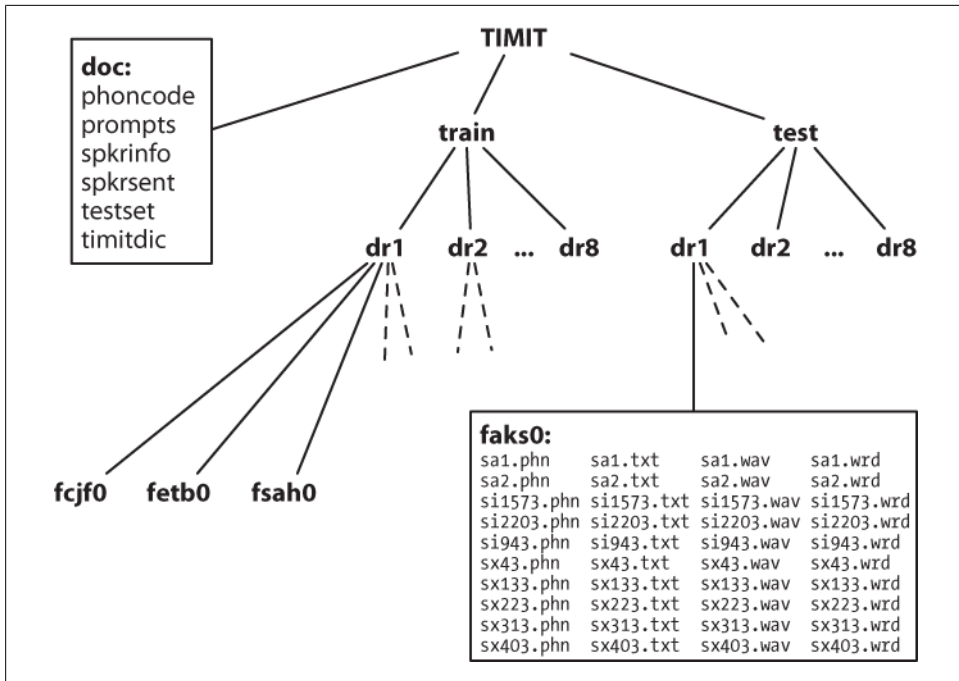 TIMIT
doc:
phoncode
prompts
spkrinfo
spkrsent
testset
timitdic
train test
dr1 dr2 ... dr8 dr1 dr2 ... dr8
fcjf0 fetb0 fsah0
faks0:
sa1.phn sa1.txt sa1.wav sa1.wrd
sa2.phn sa2.txt sa2.wav sa2.wrd
si1573.phn si1573.txt si1573.wav si1573.wrd
si2203.phn si2203.txt si2203.wav si2203.wrd
si943.phn si943.txt si943.wav si943.wrd
sx43.phn sx43.txt sx43.wav sx43.wrd
sx133.phn sx133.txt sx133.wav sx133.wrd
sx223.phn sx223.txt sx223.wav sx223.wrd
sx313.phn sx313.txt sx313.wav sx313.wrd
sx403.phn sx403.txt sx403.wav sx403.wrd